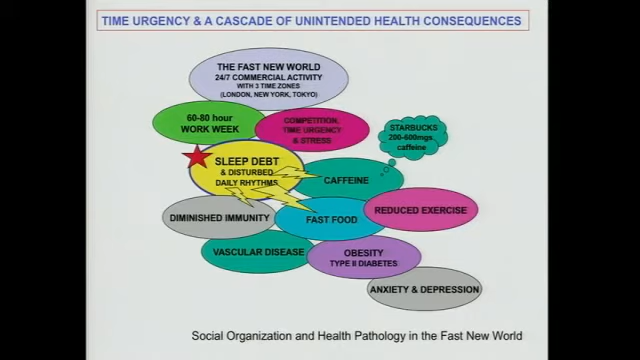 TIME URGENCY & A CASCADE OF UNINTENDED HEALTH CONSEQUENCES
THE FAST NEW WORLD
24/7 COMMERCIAL ACTIVITY
WITH 3 TIME ZONES
(LONDON, NEW YORK, TOKYO)
60-80 hour
WORK WEEK
COMPETITION,
TIME URGENCY
& STRESS
STARBUCKS
200-600mgs.
caffeine
SLEEP DEBT
& DISTURBED
DAILY RHYTHMS
CAFFEINE
DIMINISHED IMMUNITY
FAST FOOD
REDUCED EXERCISE
VASCULAR DISEASE
OBESITY
TYPE II DIABETES
ANXIETY & DEPRESSION
Social Organization and Health Pathology in the Fast New World